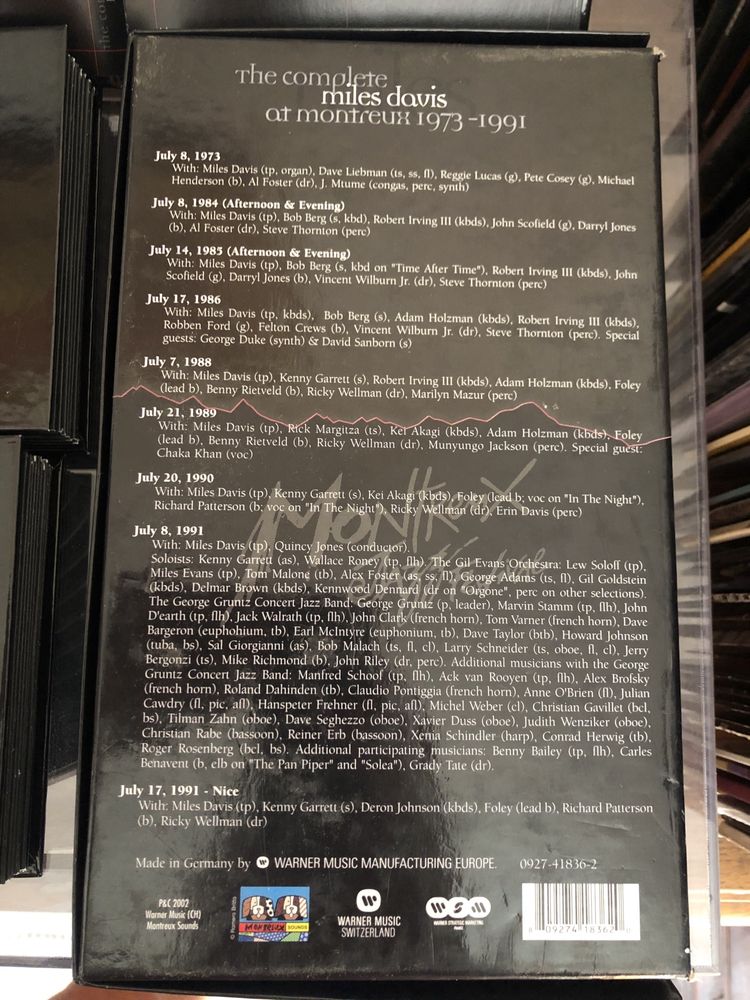 The complete
miles davis
at montreux 1973-1991
July 8, 1973
With: Miles Davis (tp, organ), Dave Liebman (ts, ss, fl), Reggie Lucas (g), Pete Cosey (g), Michael
Henderson (b), Al Foster (dr), J. Mtume (congas, perc, synth)
July 8, 1984 (Afternoon & Evening)
With: Miles Davis (tp), Bob Berg (s, kbd), Robert Irving III (kbds), John Scofield (g), Darryl Jones
(b), Al Foster (dr), Steve Thornton (perc)
July 14, 1985 (Afternoon & Evening)
With: Miles Davis (tp), Bob Berg (s, kbd on "Time After Time"), Robert Irving III (kbds), John
Scofield (g), Darryl Jones (b), Vincent Wilburn Jr. (dr), Steve Thornton (perc)
July 17, 1986
With: Miles Davis (tp, kbds), Bob Berg (s), Adam Holzman (kbds), Robert Irving III (kbds),
Robben Ford (g), Felton Crews (b), Vincent Wilburn Jr. (dr), Steve Thornton (perc). Special
guests: George Duke (synth) & David Sanborn (s)
July 7, 1988
With: Miles Davis (tp), Kenny Garrett (s), Robert Irving III (kbds), Adam Holzman (kbds), Foley
(lead b), Benny Rietveld (b), Ricky Wellman (dr), Marilyn Mazur (perc)
July 21, 1989
With: Miles Davis (tp), Rick Margitza (ts), Kei Akagi (kbds), Adam Holzman (kbds), Foley
(lead b), Benny Rietveld (b), Ricky Wellman (dr), Munyungo Jackson (perc). Special guest:
Chaka Khan (voc)
July 20, 1990
With: Miles Davis (tp), Kenny Garrett (s), Kei Akagi (kbds), Foley (lead b; voc on "In The Night"),
Richard Patterson (b; voc on "In The Night"), Ricky Wellman (dr), Erin Davis (perc)
Montreux
July 8, 1991
With: Miles Davis (tp), Quincy Jones (conductor).
Soloists: Kenny Garrett (as), Wallace Roney (tp, flh). The Gil Evans Orchestra: Lew Soloff (tp),
Miles Evans (tp), Tom Malone (tb), Alex Foster (as, ss, fl), George Adams (ts, fl), Gil Goldstein
(kbds), Delmar Brown (kbds), Kennwood Dennard (dr on "Orgone", perc on other selections).
The George Gruntz Concert Jazz Band: George Gruntz (p, leader), Marvin Stamm (tp, flh), John
D'earth (tp, flh), Jack Walrath (tp, flh), John Clark (french horn), Tom Varner (french horn), Dave
Bargeron (euphohium, tb), Earl McIntyre (euphonium, tb), Dave Taylor (btb), Howard Johnson
(tuba, bs), Sal Giorgianni (as), Bob Malach (ts, fl, cl), Larry Schneider (ts, oboe, fl, cl), Jerry
Bergonzi (ts), Mike Richmond (b), John Riley (dr, perc). Additional musicians with the George
Gruntz Concert Jazz Band: Manfred Schoof (tp, flh), Ack van Rooyen (tp, flh), Alex Brofsky
(french horn), Roland Dahinden (tb), Claudio Pontiggia (french horn), Anne O'Brien (fl), Julian
Cawdry (fl, pic, afl), Hanspeter Frehner (fl, pic, afl), Michel Weber (cl), Christian Gavillet (bcl,
bs), Tilman Zahn (oboe), Dave Seghezzo (oboe), Xavier Duss (oboe), Judith Wenziker (oboe),
Christian Rabe (bassoon), Reiner Erb (bassoon), Xenia Schindler (harp), Conrad Herwig (tb),
Roger Rosenberg (bcl, bs). Additional participating musicians: Benny Bailey (tp, flh), Carles
Benavent (b, elb on "The Pan Piper" and "Solea"), Grady Tate (dr).
July 17, 1991 - Nice
With: Miles Davis (tp), Kenny Garrett (s), Deron Johnson (kbds), Foley (lead b), Richard Patterson
(b), Ricky Wellman (dr)
Made in Germany by WARNER MUSIC MANUFACTURING EUROPE. 0927-41836-2
P&C 2002
Warner Music (CH)
Montreux Sounds
© Romero Britto
MONTREUX SOUNDS
WARNER MUSIC
SWITZERLAND
WSM
WARNER STRATEGIC MARKETING
8 09274 18362